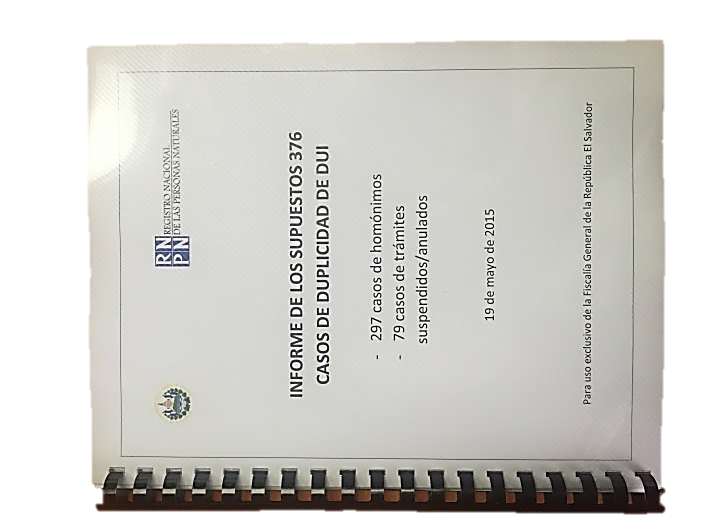 RN
PN
REGISTRO NACIONAL
DE LAS PERSONAS NATURALES
INFORME DE LOS SUPUESTOS 376
CASOS DE DUPLICIDAD DE DUI
- 297 casos de homónimos
- 79 casos de trámites
suspendidos/anulados
19 de mayo de 2015
Para uso exclusivo de la Fiscalía General de la República El Salvador